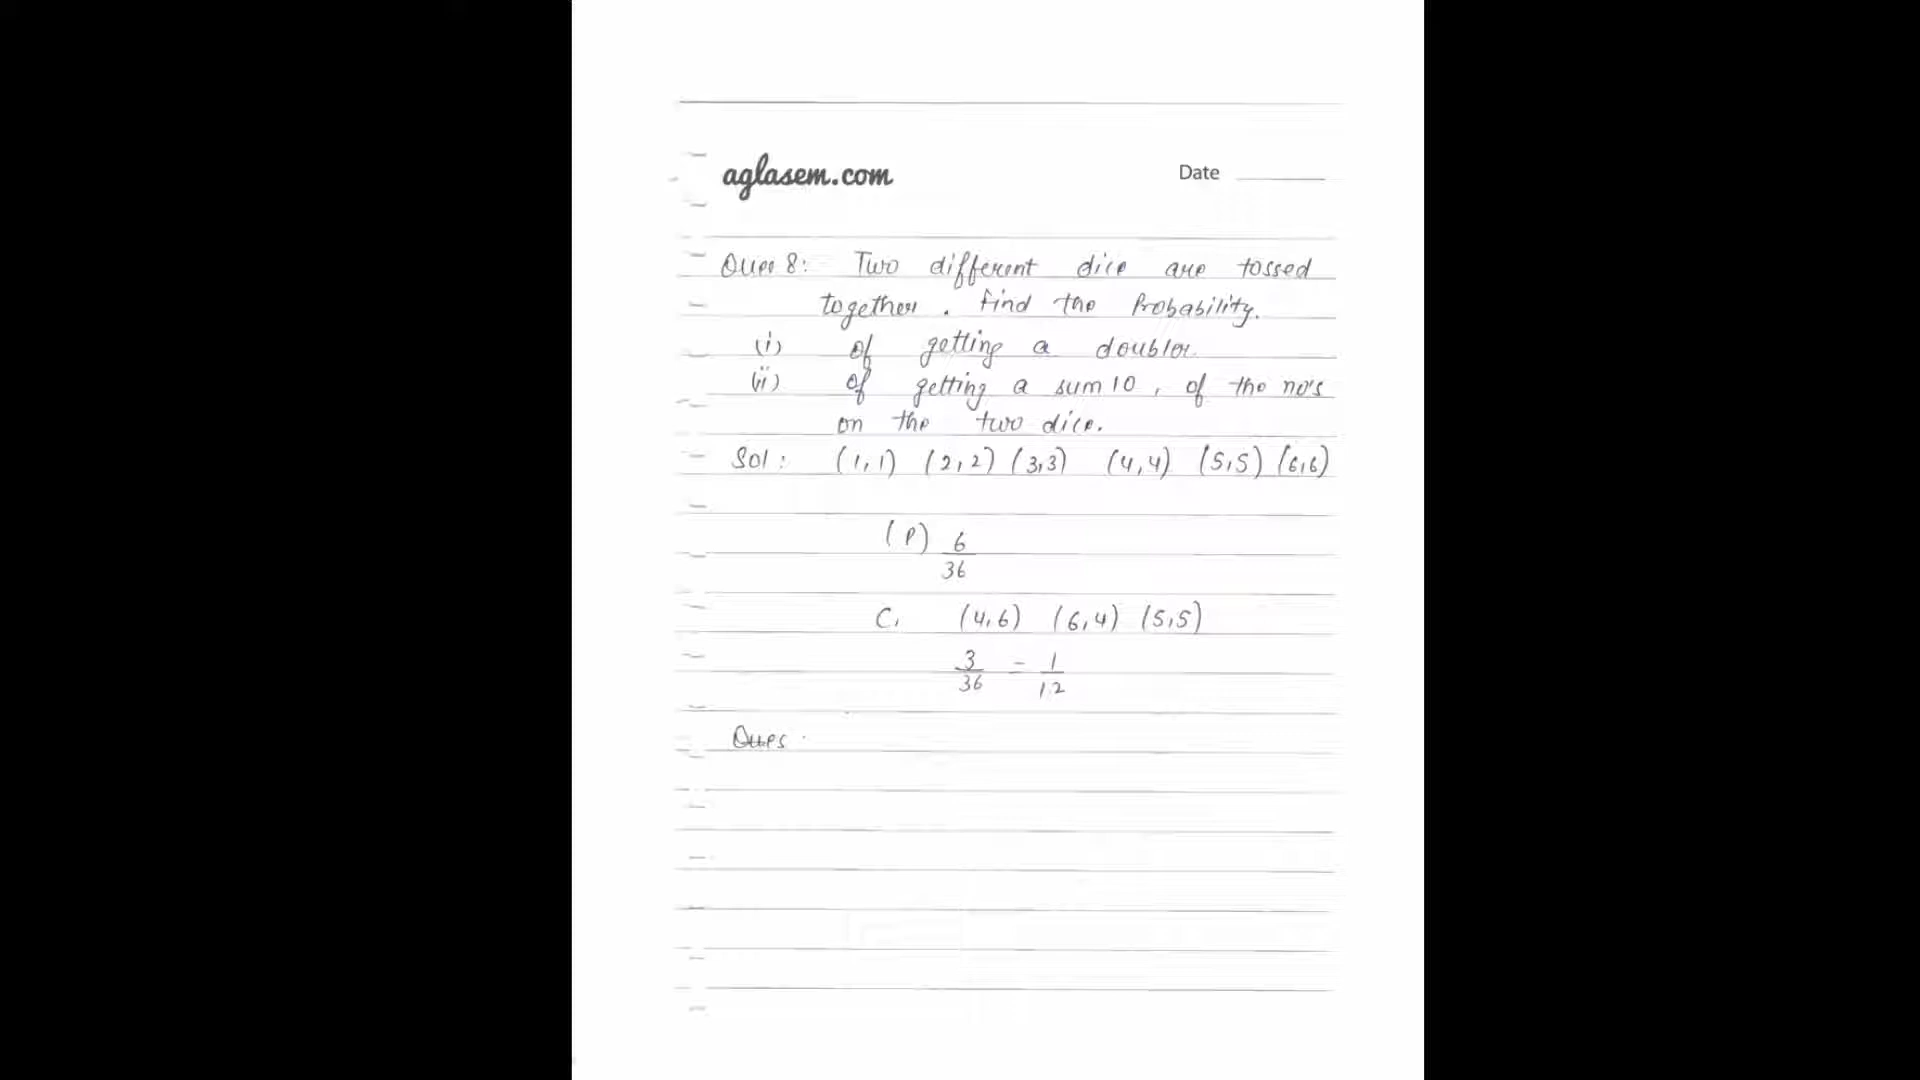 aglasem.com Date
Ques 8: Two different dice are tossed
together. find the Probability.
(i) of getting a doublet.
(ii) of getting a sum 10, of the no's
on the two dice.
Sol: (1,1) (2,2) (3,3) (4,4) (5,5) (6,6)
(P) 6
36
C, (4,6) (6,4) (5,5)
3 = 1
36 12
Ques